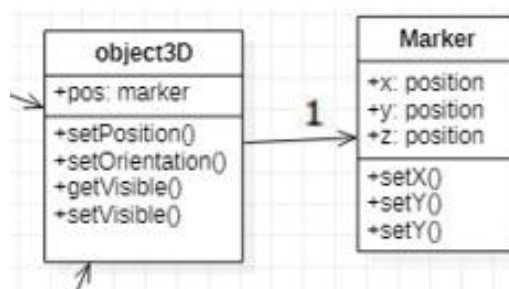 object3D
+pos: marker
+setPosition()
+setOrientation()
+getVisible()
+setVisible()
1
Marker
+x: position
+y: position
+z: position
+setX()
+setY()
+setY()